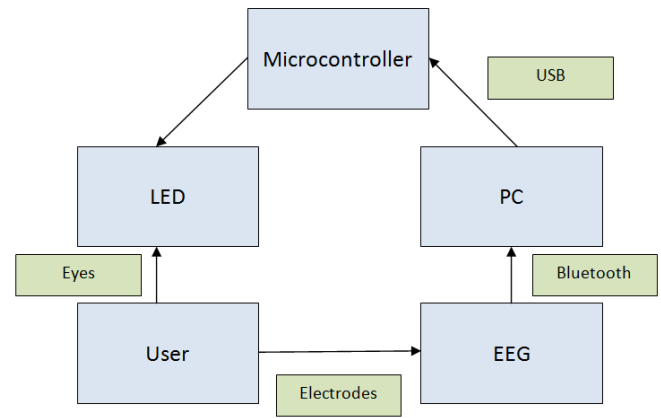 Microcontroller
USB
LED
PC
Eyes
Bluetooth
User
EEG
Electrodes